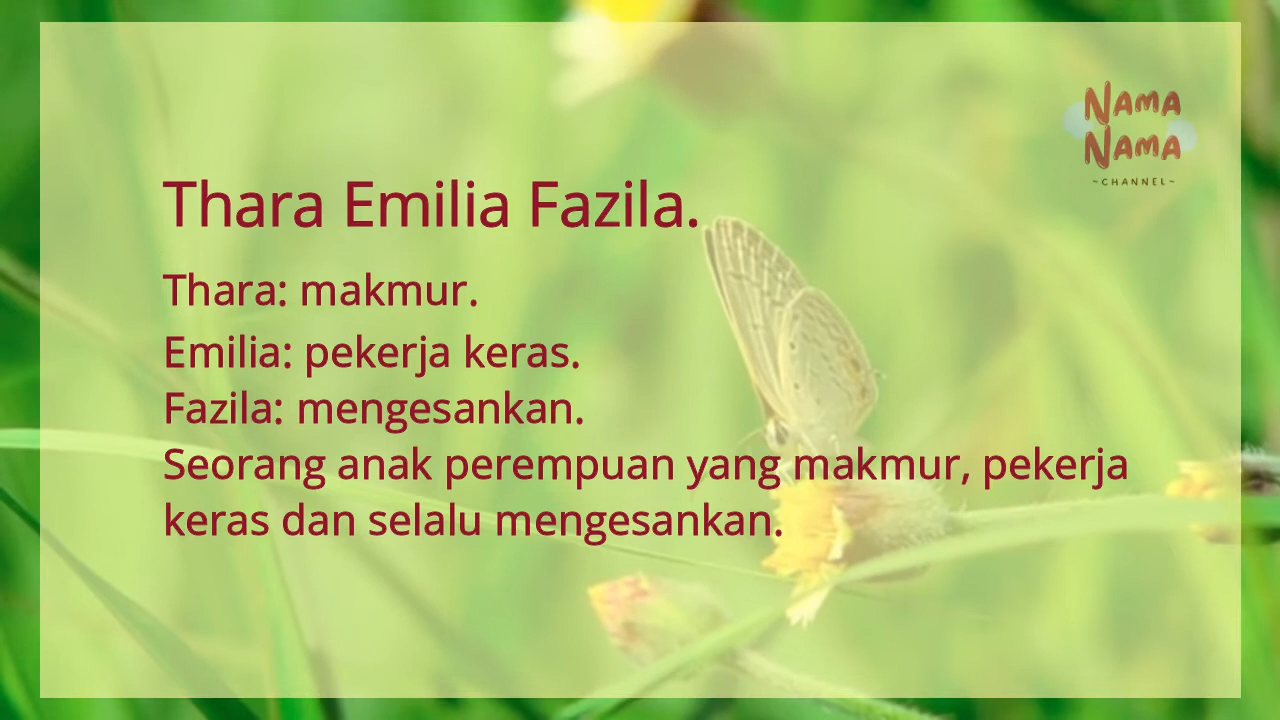 NAMA
NAMA
~CHANNEL~
Thara Emilia Fazila.
Thara: makmur.
Emilia: pekerja keras.
Fazila: mengesankan.
Seorang anak perempuan yang makmur, pekerja
keras dan selalu mengesankan.